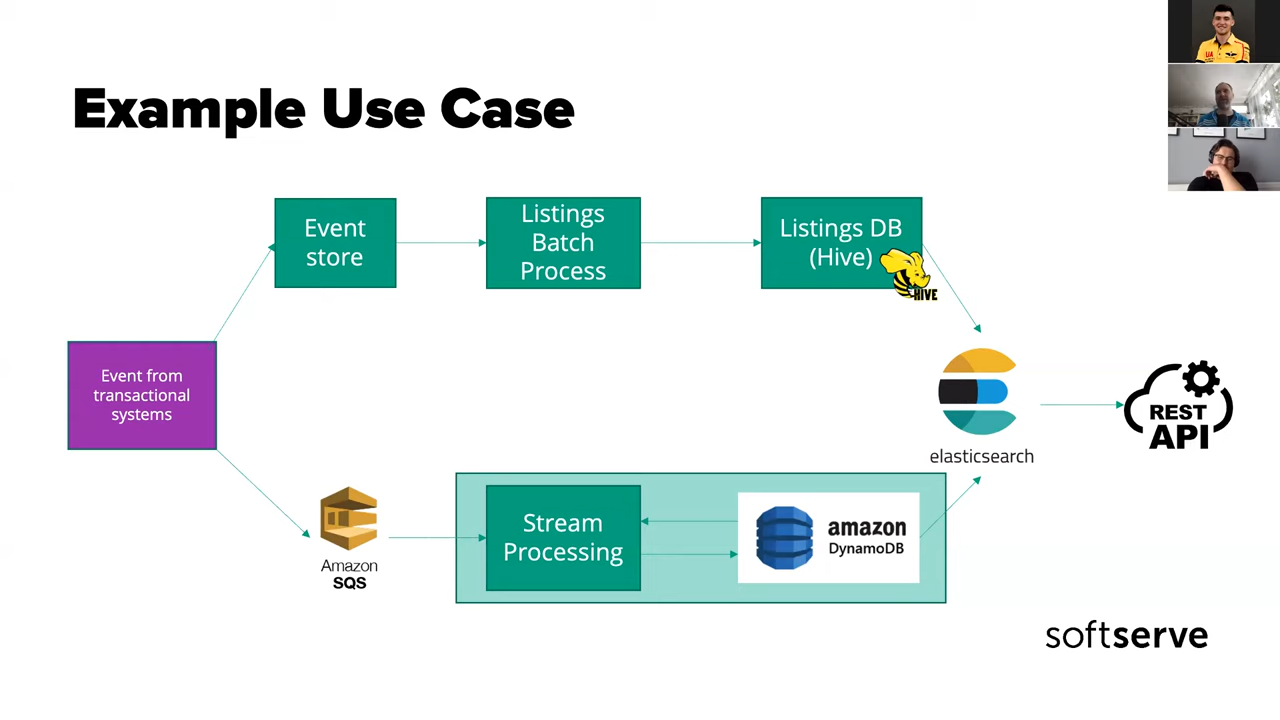 Example Use Case
Event
store
Listings
Batch
Process
Listings DB
(Hive)
HIVE
Event from
transactional
systems
REST
API
elasticsearch
Amazon
SQS
Stream
Processing
amazon
DynamoDB
softserve
UA